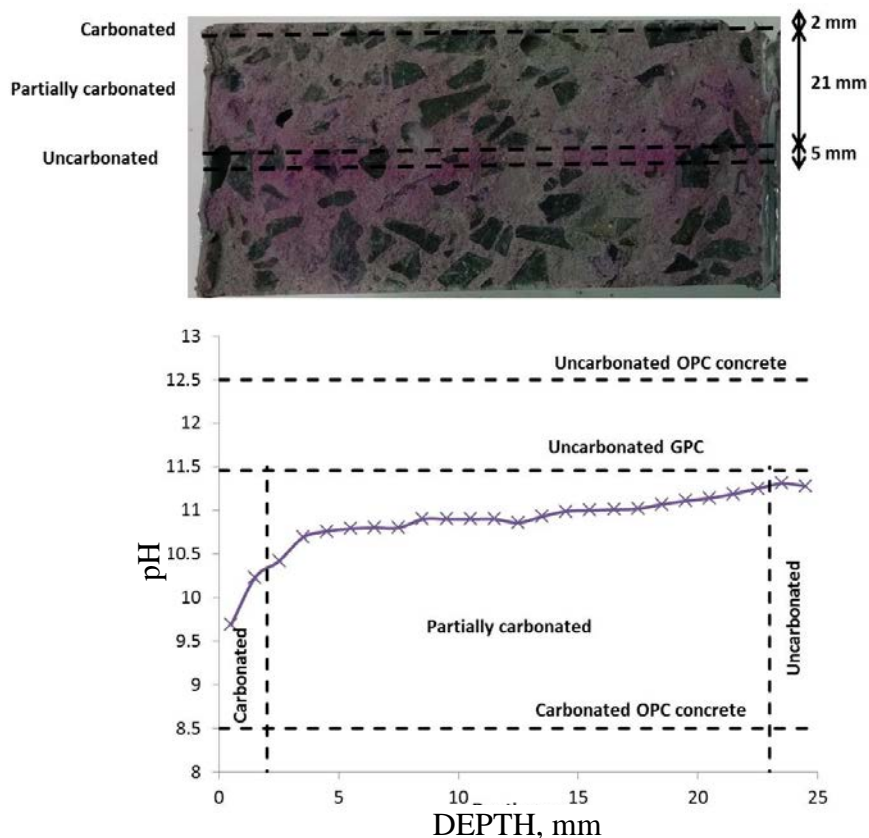 Carbonated
2 mm
Partially carbonated
21 mm
Uncarbonated
5 mm
13
12.5
12
11.5
11
10.5
10
9.5
9
8.5
8
pH
Uncarbonated OPC concrete
Uncarbonated GPC
Partially carbonated
Carbonated
Uncarbonated
Carbonated OPC concrete
0 5 10 15 20 25
DEPTH, mm